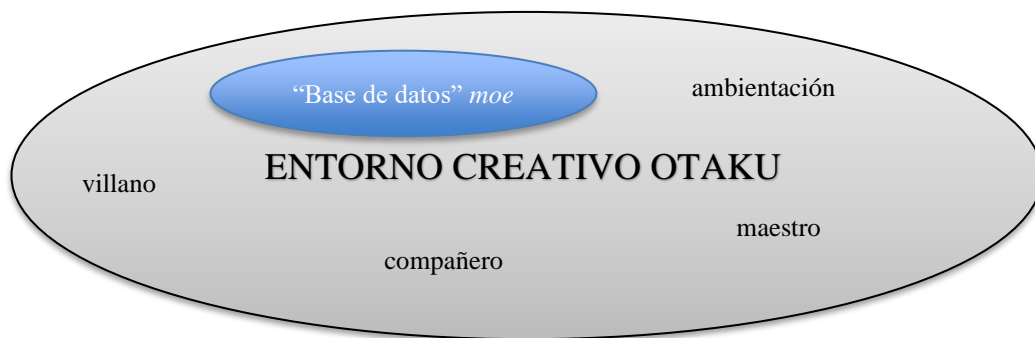 “Base de datos” moe
ambientación
ENTORNO CREATIVO OTAKU
villano
maestro
compañero